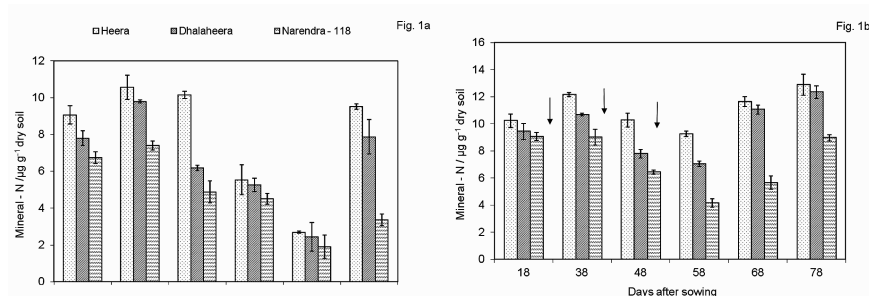 Heera Dhalaheera Narendra - 118 Fig. 1a
Mineral - N /µg g⁻¹ dry soil
12
10
8
6
4
2
0
Fig. 1b
Mineral - N / µg g⁻¹ dry soil
16
14
12
10
8
6
4
2
0
18 38 48 58 68 78
Days after sowing